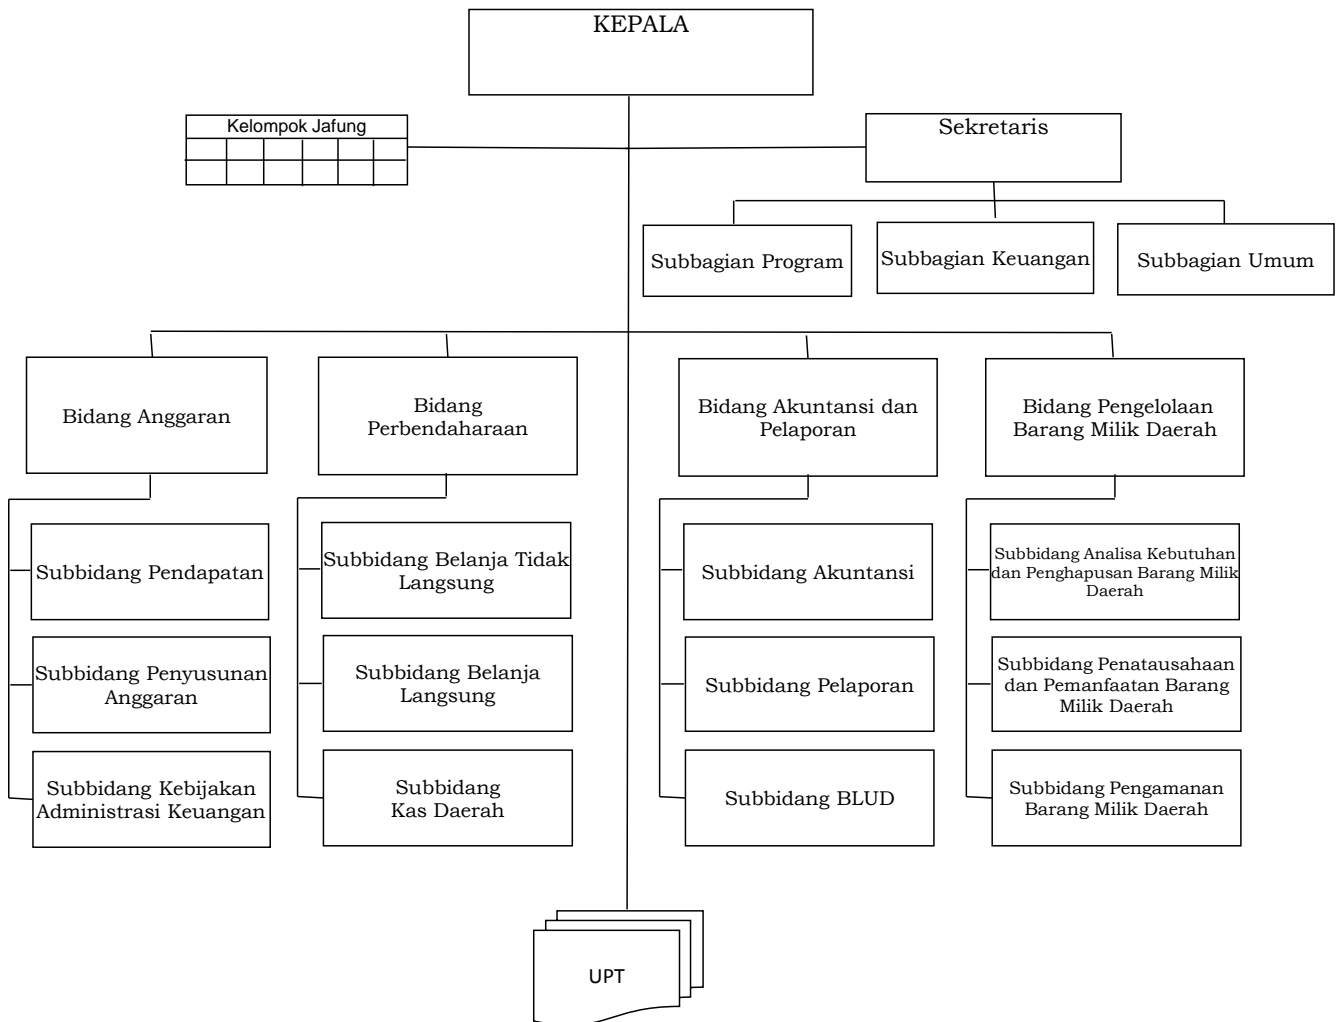 KEPALA
Kelompok Jafung
Sekretaris
Subbagian Program
Subbagian Keuangan
Subbagian Umum
Bidang Anggaran
Bidang
Perbendaharaan
Bidang Akuntansi dan
Pelaporan
Bidang Pengelolaan
Barang Milik Daerah
Subbidang Pendapatan
Subbidang Penyusunan
Anggaran
Subbidang Kebijakan
Administrasi Keuangan
Subbidang Belanja Tidak
Langsung
Subbidang Belanja
Langsung
Subbidang
Kas Daerah
Subbidang Akuntansi
Subbidang Pelaporan
Subbidang BLUD
Subbidang Analisa Kebutuhan
dan Penghapusan Barang Milik
Daerah
Subbidang Penatausahaan
dan Pemanfaatan Barang
Milik Daerah
Subbidang Pengamanan
Barang Milik Daerah
UPT